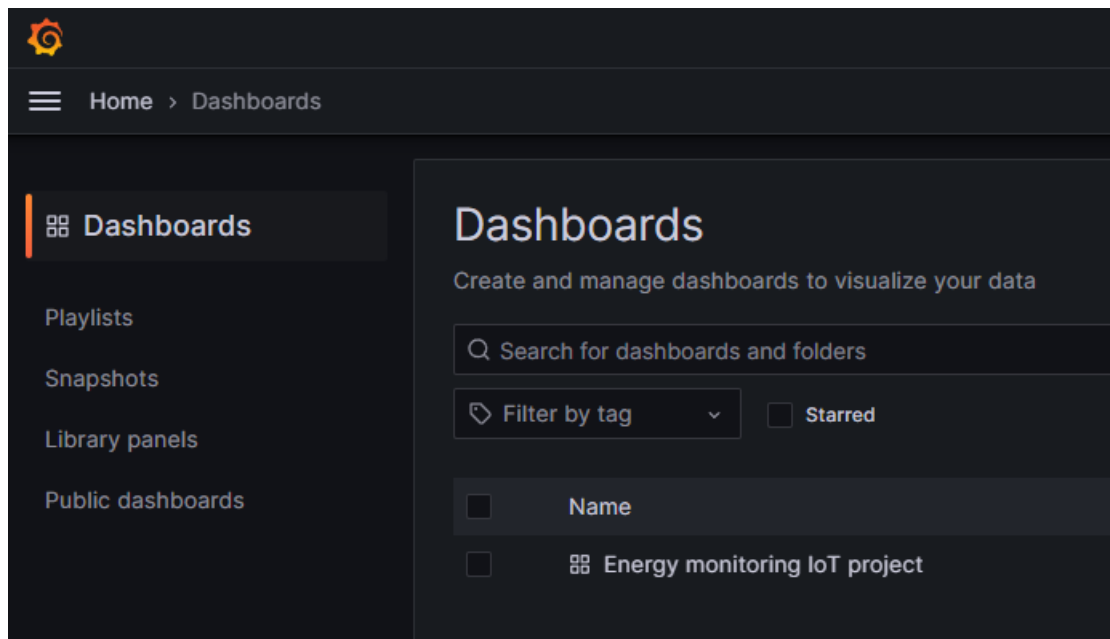 Home › Dashboards
Dashboards
Playlists
Snapshots
Library panels
Public dashboards
Dashboards
Create and manage dashboards to visualize your data
Search for dashboards and folders
Filter by tag
Starred
Name
Energy monitoring IoT project